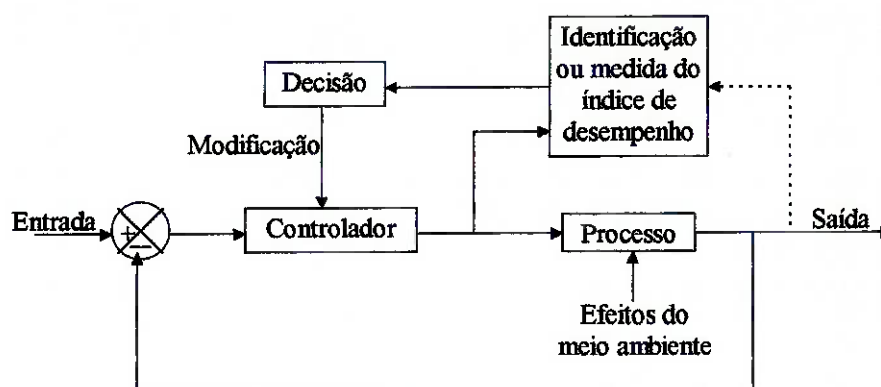 Identificação
ou medida do
índice de
desempenho
Decisão
Modificação
Entrada
+
−
Controlador
Processo
Saída
Efeitos do
meio ambiente